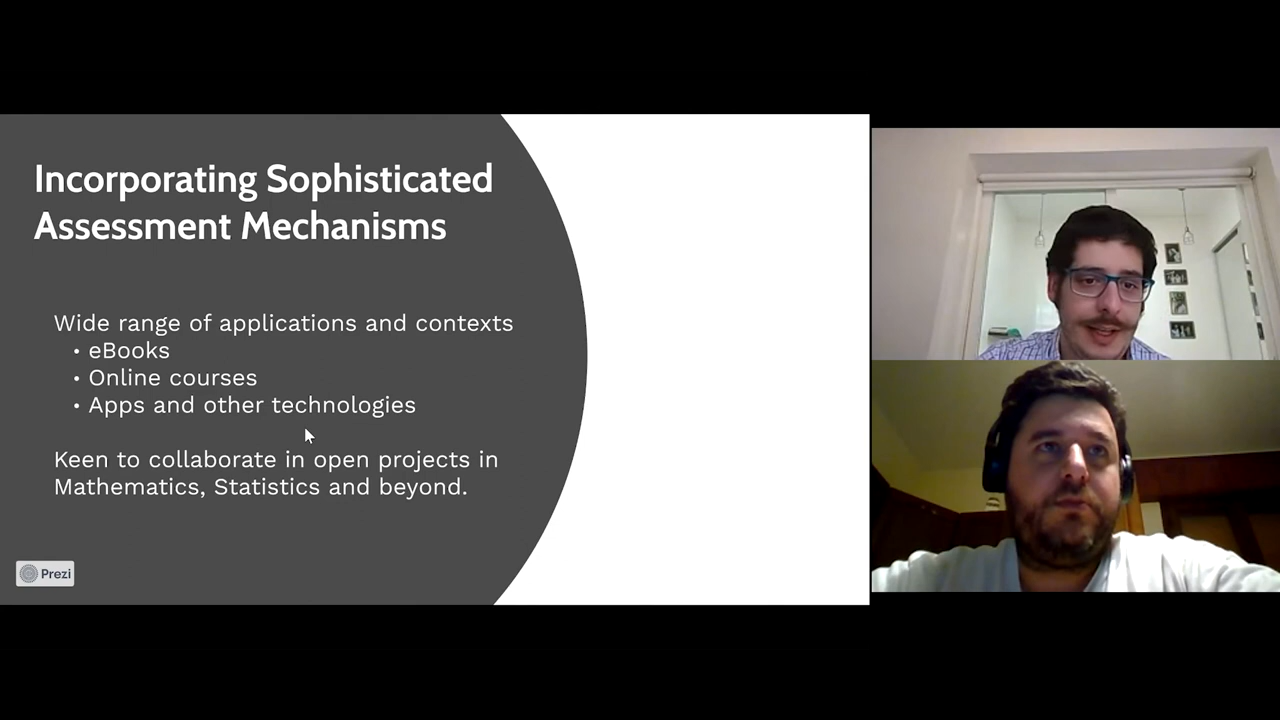 Incorporating Sophisticated
Assessment Mechanisms
Wide range of applications and contexts
• eBooks
• Online courses
• Apps and other technologies
Keen to collaborate in open projects in
Mathematics, Statistics and beyond.
Prezi